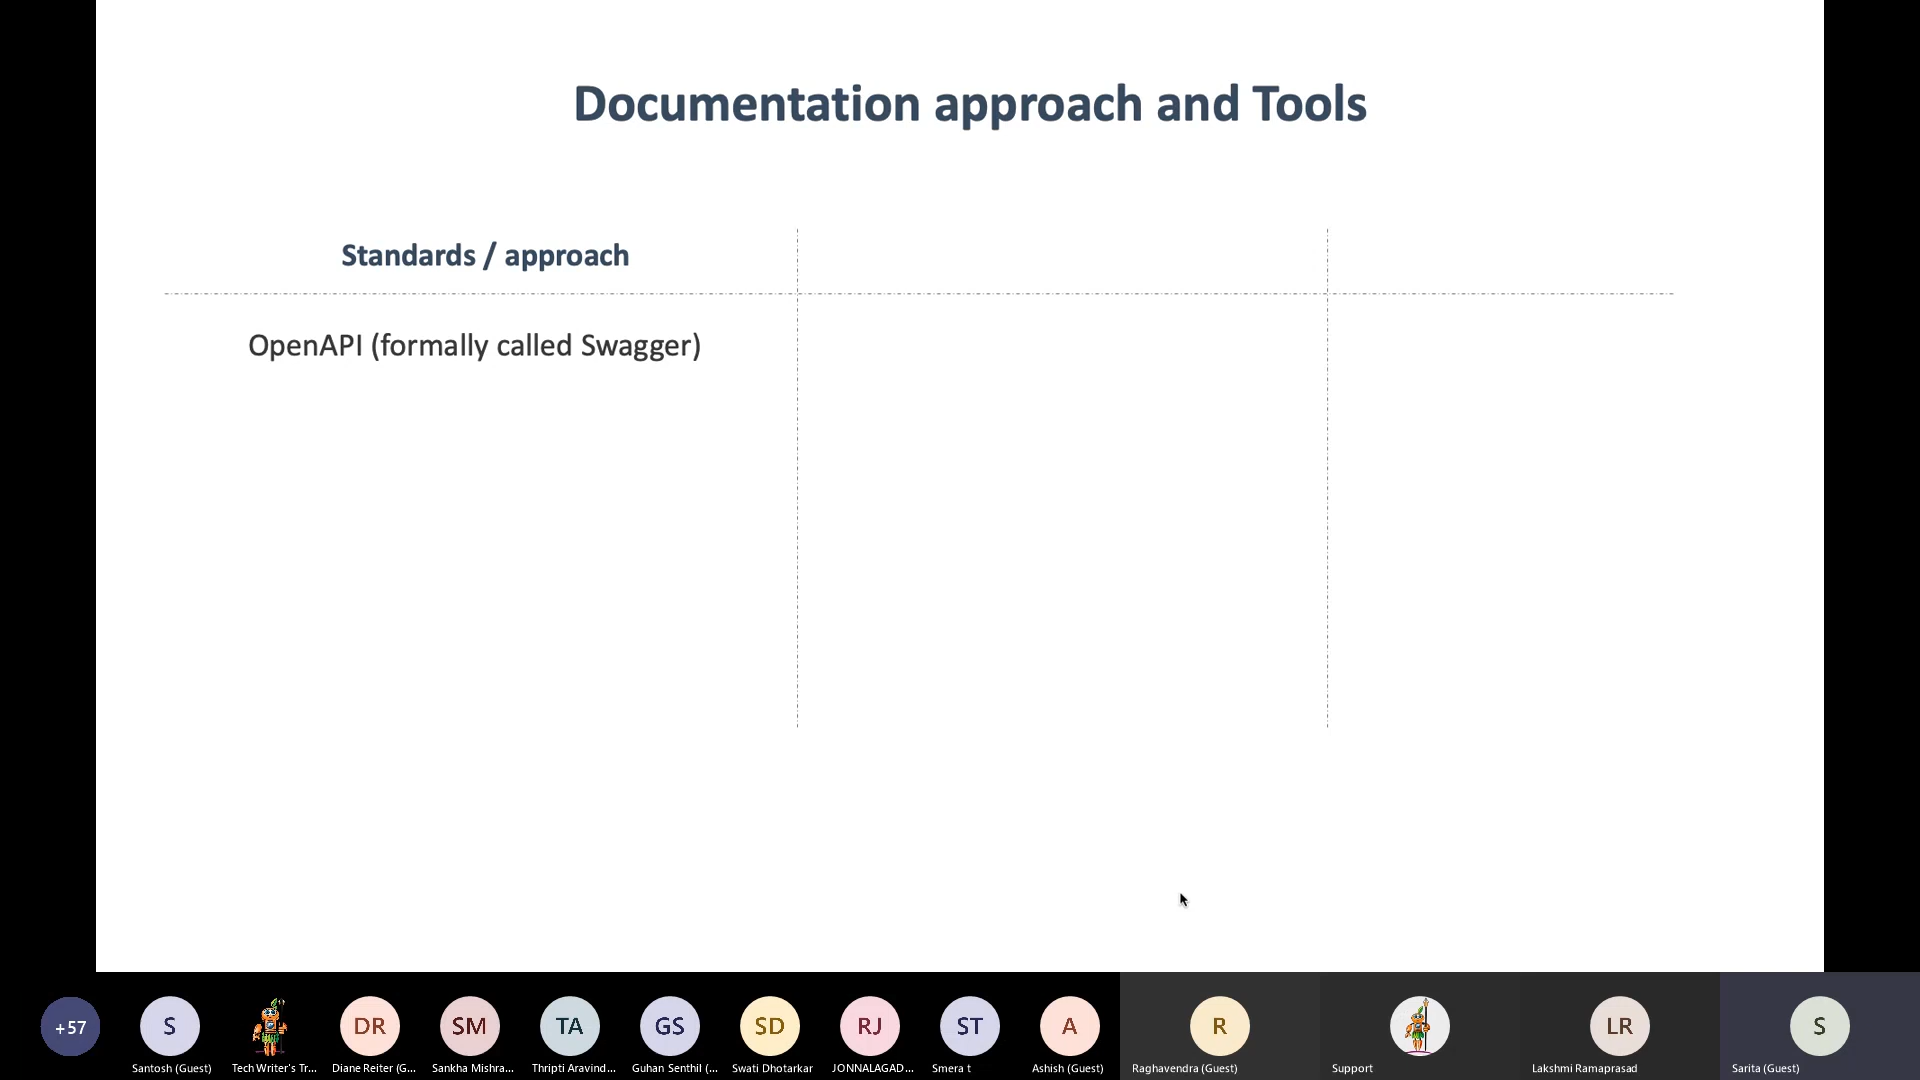 Documentation approach and Tools
Standards / approach
OpenAPI (formally called Swagger)
+57
S
DR
SM
TA
GS
SD
RJ
ST
A
R
LR
S
Santosh (Guest)
Tech Writer's Tr...
Diane Reiter (G...
Sankha Mishra...
Thripti Aravind...
Guhan Senthil (...
Swati Dhotarkar
JONNALAGAD...
Smera t
Ashish (Guest)
Raghavendra (Guest)
Support
Lakshmi Ramaprasad
Sarita (Guest)